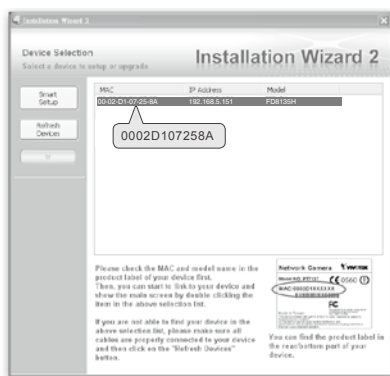 Installation Wizard 2
Device Selection
Select a device to setup or upgrade
Installation Wizard 2
Smart
Setup
Refresh
Devices
MAC IP Address Model
00-02-D1-07-25-8A 192.168.5.151 FD8135H
0002D107258A
Please check the MAC and model name in the
product label of your device first.
Then, you can start to link to your device and
show the main screen by double clicking the
item in the above selection list.
If you are not able to find your device in the
above selection list, please make sure all
cables are properly connected to your device
and then click on the "Refresh Devices"
button.
Network Camera VIVOTEK
0560
MAC:0002D1XXXXXX
FC
You can find the product label in
the rear/bottom part of your
device.